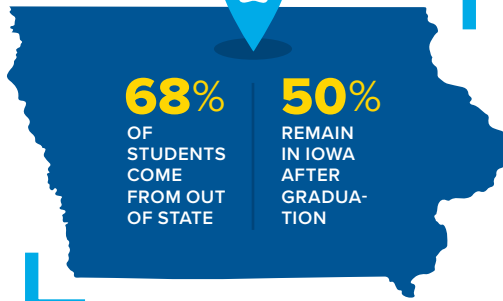 68%
OF
STUDENTS
COME
FROM OUT
OF STATE
50%
REMAIN
IN IOWA
AFTER
GRADUA-
TION